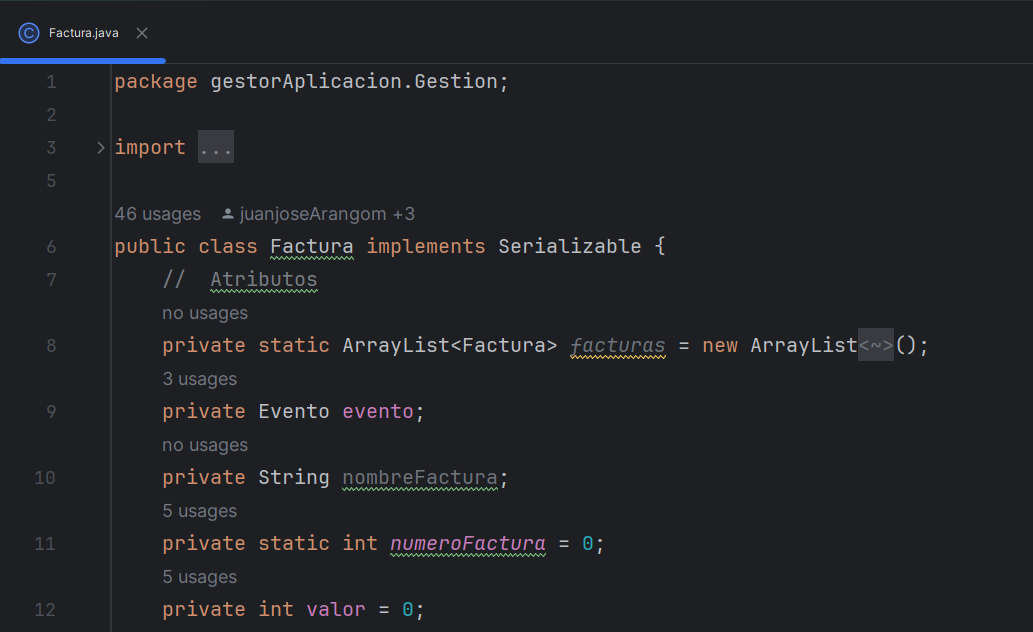 Factura.java
1 package gestorAplicacion.Gestion;
2
3 import ...
5
46 usages juanjoseArangom +3
6 public class Factura implements Serializable {
7 // Atributos
no usages
8 private static ArrayList<Factura> facturas = new ArrayList<~>();
3 usages
9 private Evento evento;
no usages
10 private String nombreFactura;
5 usages
11 private static int numeroFactura = 0;
5 usages
12 private int valor = 0;